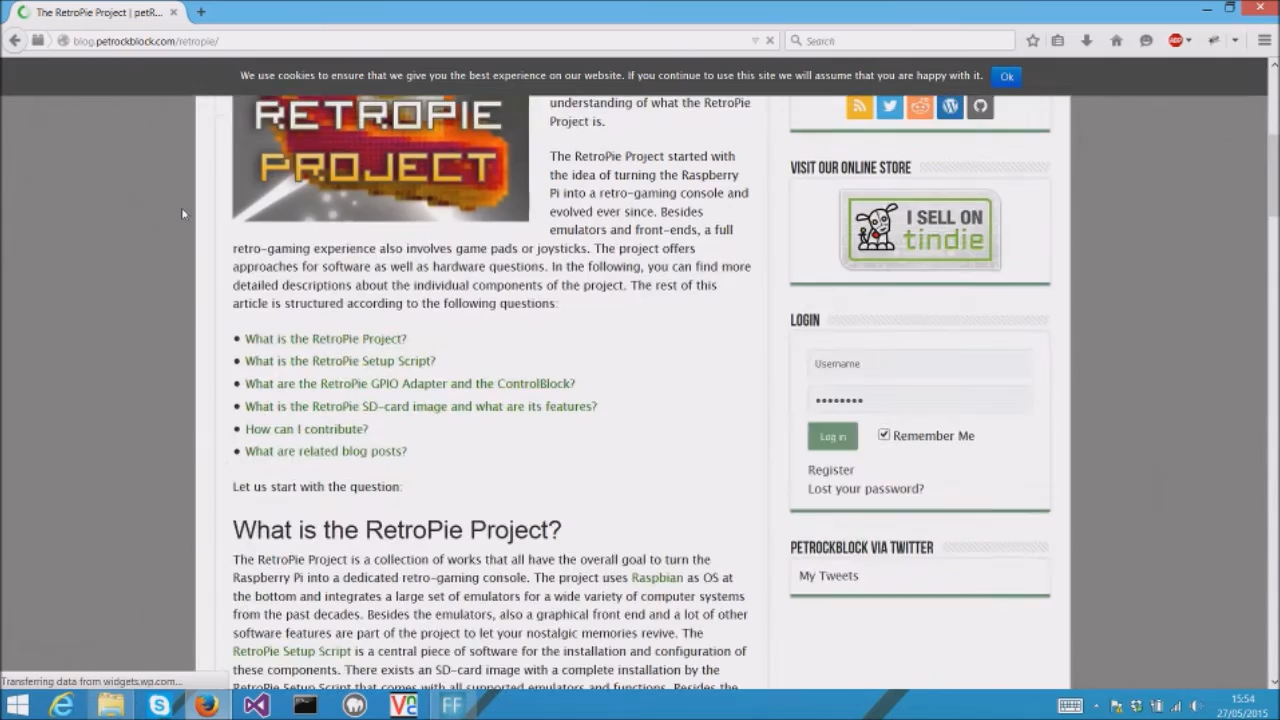 The RetroPie Project | petR...
blog.petrockblock.com/retropie/
Search
We use cookies to ensure that we give you the best experience on our website. If you continue to use this site we will assume that you are happy with it.
Ok
RETROPIE
PROJECT
understanding of what the RetroPie
Project is.
The RetroPie Project started with
the idea of turning the Raspberry
Pi into a retro-gaming console and
evolved ever since. Besides
emulators and front-ends, a full
retro-gaming experience also involves game pads or joysticks. The project offers
approaches for software as well as hardware questions. In the following, you can find more
detailed descriptions about the individual components of the project. The rest of this
article is structured according to the following questions:
• What is the RetroPie Project?
• What is the RetroPie Setup Script?
• What are the RetroPie GPIO Adapter and the ControlBlock?
• What is the RetroPie SD-card image and what are its features?
• How can I contribute?
• What are related blog posts?
Let us start with the question:
What is the RetroPie Project?
The RetroPie Project is a collection of works that all have the overall goal to turn the
Raspberry Pi into a dedicated retro-gaming console. The project uses Raspbian as OS at
the bottom and integrates a large set of emulators for a wide variety of computer systems
from the past decades. Besides the emulators, also a graphical front end and a lot of other
software features are part of the project to let your nostalgic memories revive. The
RetroPie Setup Script is a central piece of software for the installation and configuration of
these components. There exists an SD-card image with a complete installation by the
RetroPie Setup Script that comes with all supported emulators and functions. Besides the
VISIT OUR ONLINE STORE
I SELL ON
tindie
LOGIN
Username
••••••••
Log in
Remember Me
Register
Lost your password?
PETROCKBLOCK VIA TWITTER
My Tweets
Transferring data from widgets.wp.com...
ABP
FF
15:54
27/05/2015